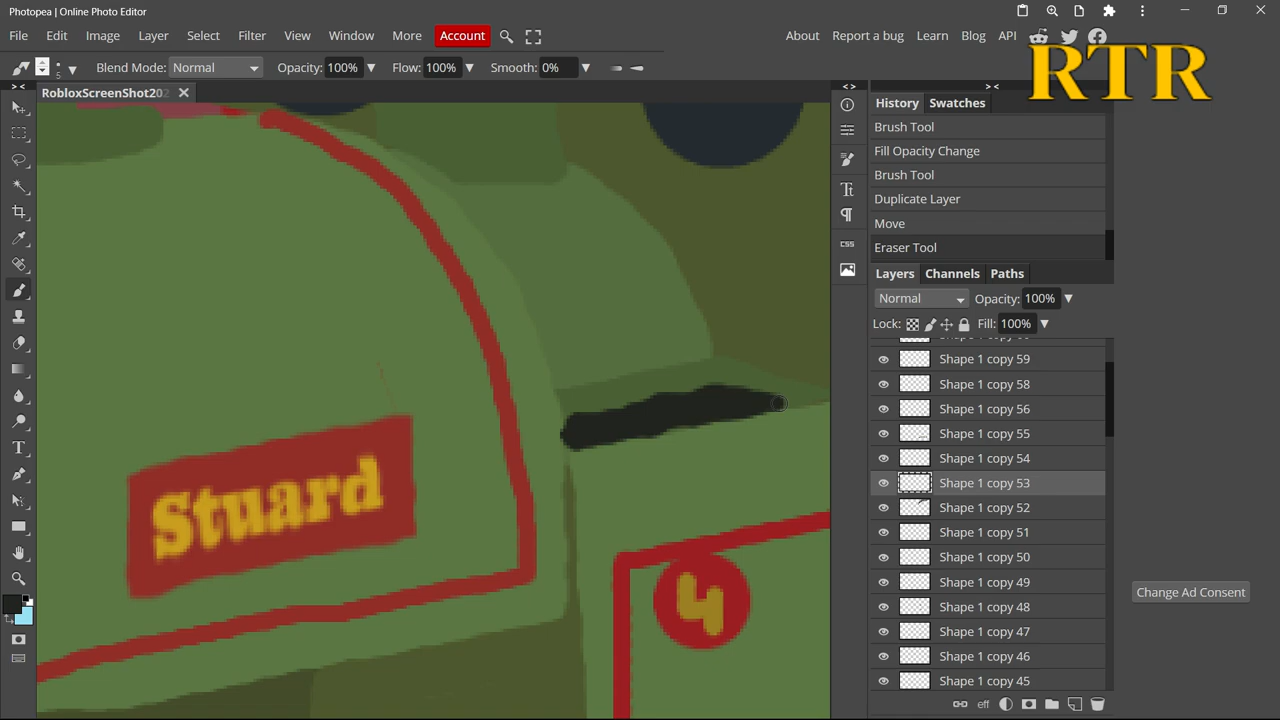 Photopea | Online Photo Editor
File Edit Image Layer Select Filter View Window More Account
About Report a bug Learn Blog API
RTR
5 Blend Mode: Normal Opacity: 100% Flow: 100% Smooth: 0%
RobloxScreenShot202
History Swatches
Brush Tool
Fill Opacity Change
Brush Tool
Duplicate Layer
Move
Eraser Tool
Layers Channels Paths
Normal Opacity: 100%
Lock: Fill: 100%
Shape 1 copy 59
Shape 1 copy 58
Shape 1 copy 56
Shape 1 copy 55
Shape 1 copy 54
Shape 1 copy 53
Shape 1 copy 52
Shape 1 copy 51
Shape 1 copy 50
Shape 1 copy 49
Shape 1 copy 48
Shape 1 copy 47
Shape 1 copy 46
Shape 1 copy 45
CSS
eff
Change Ad Consent
Stuard
4